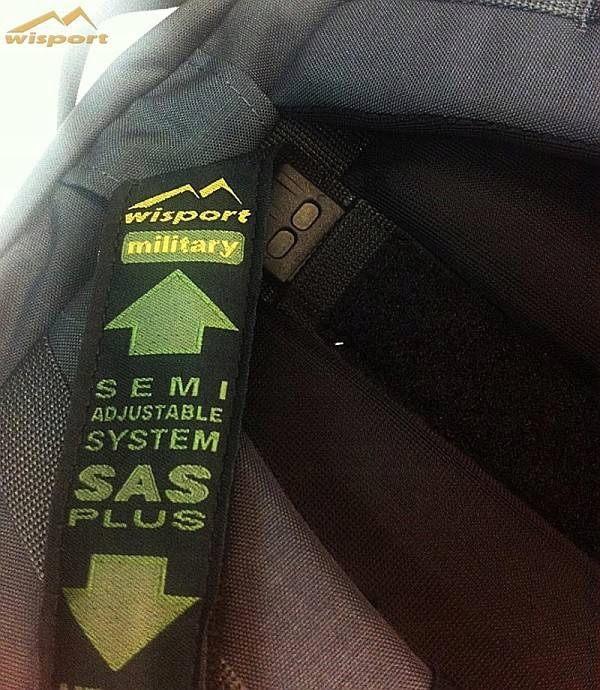 wisport
wisport
military
SEMI
ADJUSTABLE
SYSTEM
SAS
PLUS